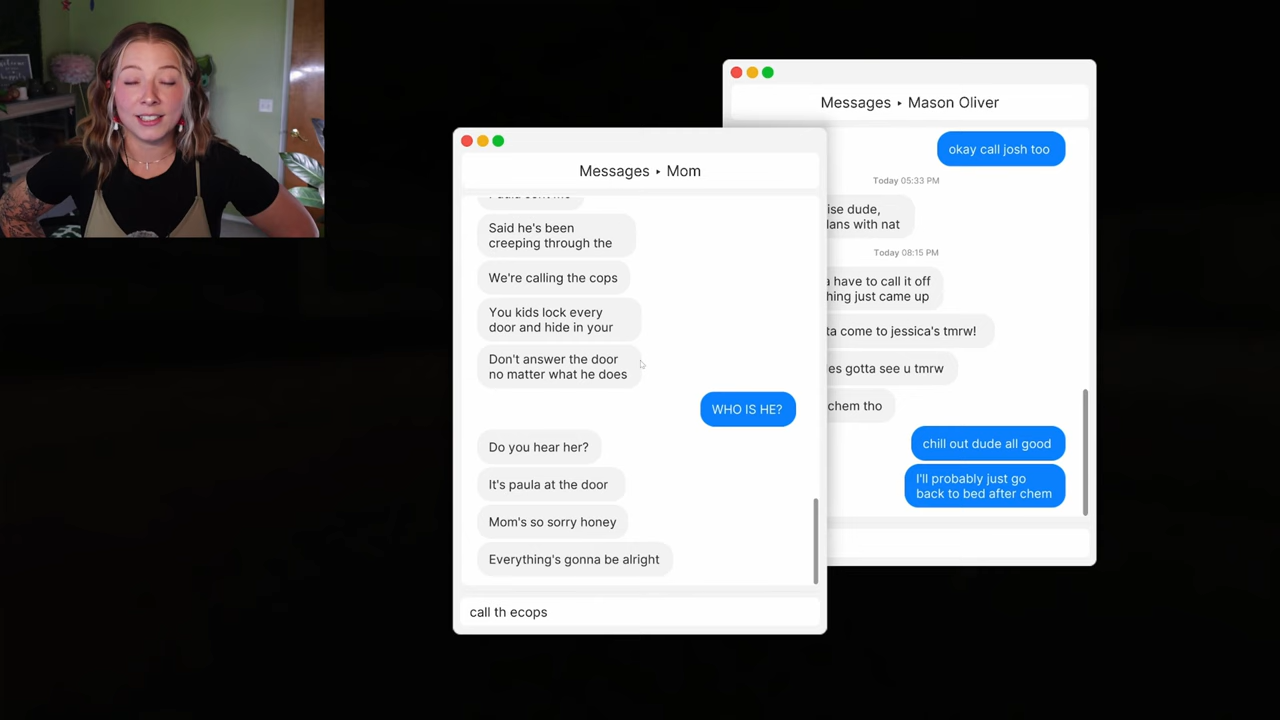 Messages ▸ Mom
Said he's been
creeping through the
We're calling the cops
You kids lock every
door and hide in your
Don't answer the door
no matter what he does
WHO IS HE?
Do you hear her?
It's paula at the door
Mom's so sorry honey
Everything's gonna be alright
call th ecops
Messages ▸ Mason Oliver
okay call josh too
Today 05:33 PM
dude,
with nat
Today 08:15 PM
have to call it off
just came up
come to jessica's tmrw!
gotta see u tmrw
chem tho
chill out dude all good
I'll probably just go
back to bed after chem